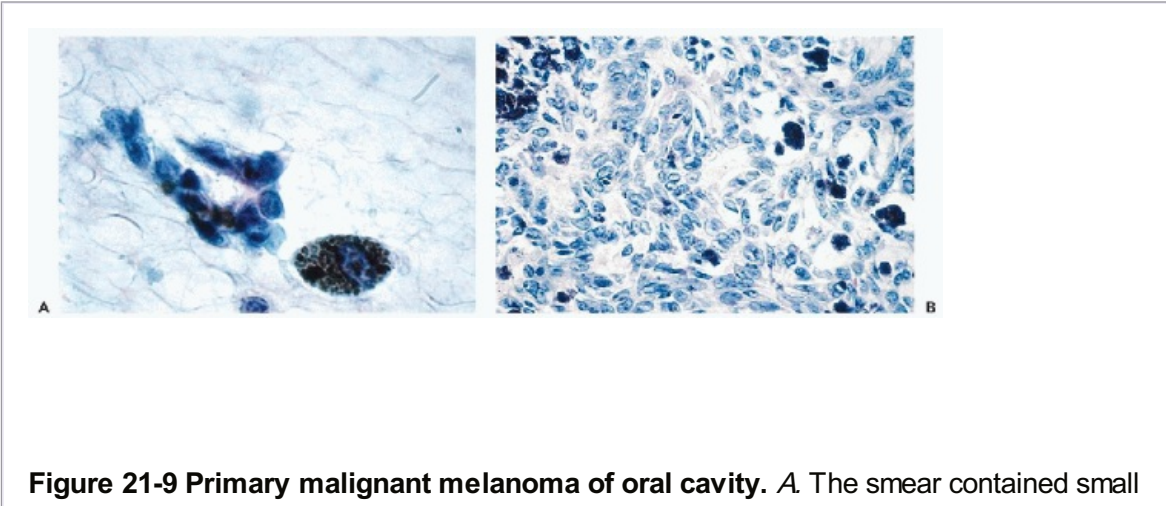 A
B
Figure 21-9 Primary malignant melanoma of oral cavity. A. The smear contained small